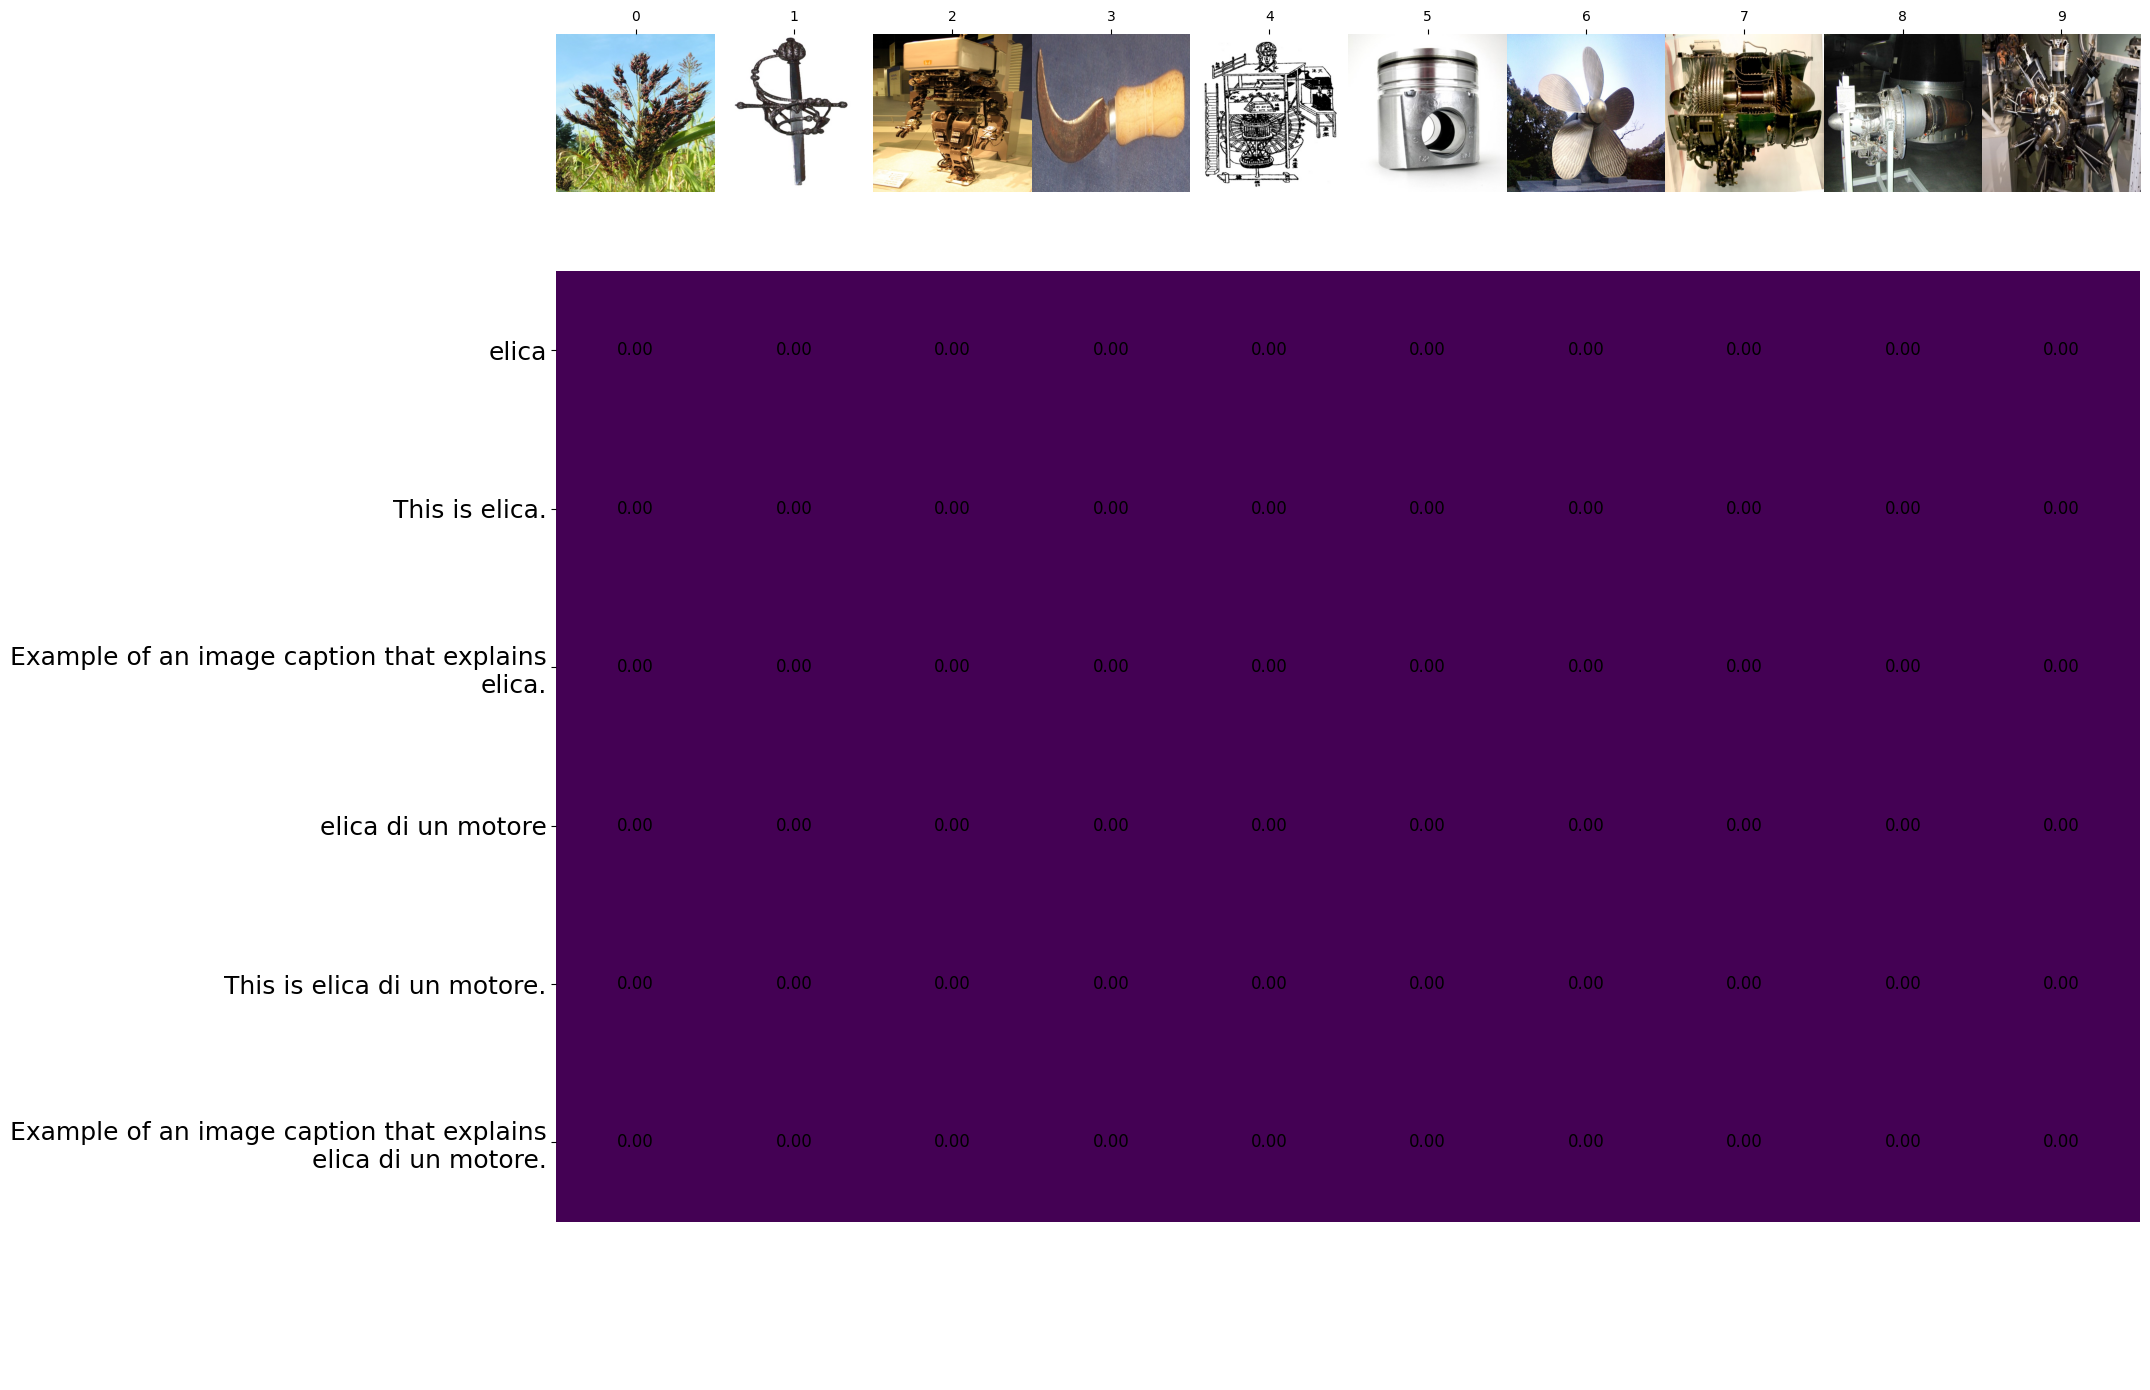 0 1 2 3 4 5 6 7 8 9
elica 0.00 0.00 0.00 0.00 0.00 0.00 0.00 0.00 0.00 0.00
This is elica. 0.00 0.00 0.00 0.00 0.00 0.00 0.00 0.00 0.00 0.00
Example of an image caption that explains
elica. 0.00 0.00 0.00 0.00 0.00 0.00 0.00 0.00 0.00 0.00
elica di un motore 0.00 0.00 0.00 0.00 0.00 0.00 0.00 0.00 0.00 0.00
This is elica di un motore. 0.00 0.00 0.00 0.00 0.00 0.00 0.00 0.00 0.00 0.00
Example of an image caption that explains
elica di un motore. 0.00 0.00 0.00 0.00 0.00 0.00 0.00 0.00 0.00 0.00